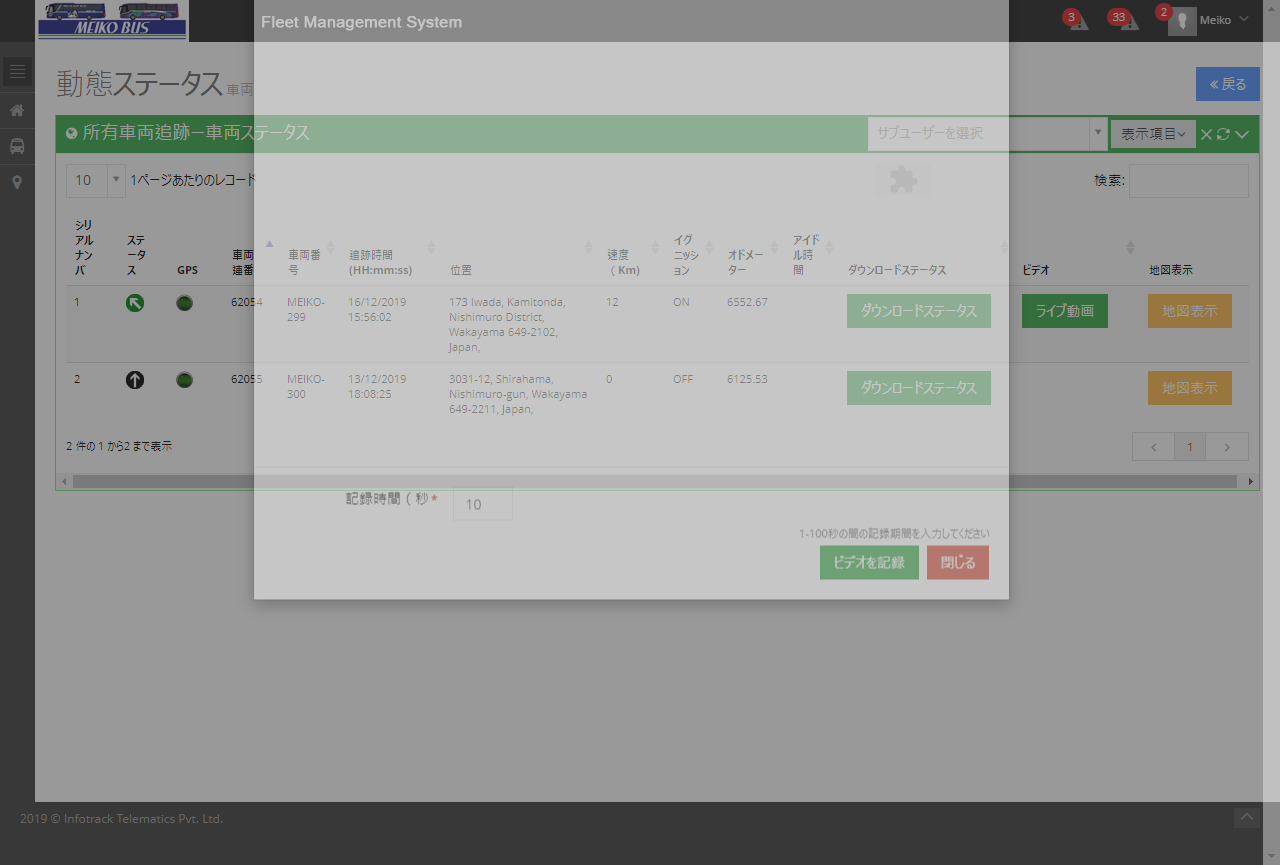 MEIKO BUS
Fleet Management System
3
33
2
Meiko
動態ステータス 車両
戻る
所有車両追跡－車両ステータス
サブユーザーを選択
表示項目
10
1ページあたりのレコード
検索:
シリアルナンバ
ステータス
GPS
車両連番
車両番号
追跡時間 (HH:mm:ss)
位置
速度（Km)
イグニッション
オドメーター
アイドル時間
ダウンロードステータス
ビデオ
地図表示
1
62054
MEIKO-299
16/12/2019 15:56:02
173 Iwada, Kamitonda,
Nishimuro District,
Wakayama 649-2102,
Japan,
12
ON
6552.67
ダウンロードステータス
ライブ動画
地図表示
2
62055
MEIKO-300
13/12/2019 18:08:25
3031-12, Shirahama,
Nishimuro-gun, Wakayama
649-2211, Japan,
0
OFF
6125.53
ダウンロードステータス
地図表示
2 件の 1 から2 まで表示
1
記録時間（秒*
10
1-100秒の間の記録期間を入力してください
ビデオを記録
閉じる
2019 © Infotrack Telematics Pvt. Ltd.